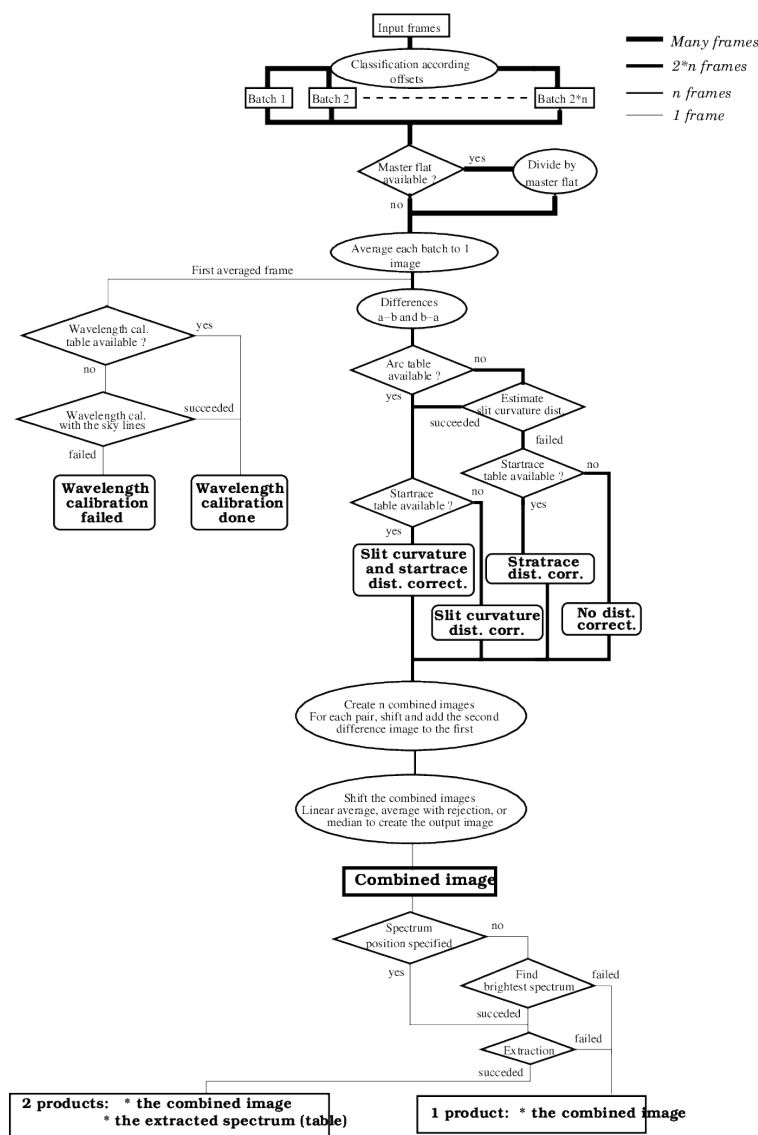 Input frames
Many frames
2*n frames
n frames
1 frame
Classification according
offsets
Batch 1
Batch 2
Batch 2*n
Master flat
available ?
yes
no
Divide by
master flat
Average each batch to 1
image
First averaged frame
Differences
a–b and b–a
Wavelength cal.
table available ?
yes
no
Wavelength cal.
with the sky lines
succeeded
failed
Wavelength
calibration
failed
Wavelength
calibration
done
Arc table
available ?
no
yes
Estimate
slit curvature dist.
succeeded
failed
Startrace
table available ?
no
yes
Startrace
table available ?
no
yes
Slit curvature
and startrace
dist. correct.
Stratrace
dist. corr.
Slit curvature
dist. corr.
No dist.
correct.
Create n combined images
For each pair, shift and add the second
difference image to the first
Shift the combined images
Linear average, average with rejection, or
median to create the output image
Combined image
Spectrum
position specified
no
yes
Find
brightest spectrum
failed
succeded
Extraction
failed
succeded
2 products: * the combined image
* the extracted spectrum (table)
1 product: * the combined image